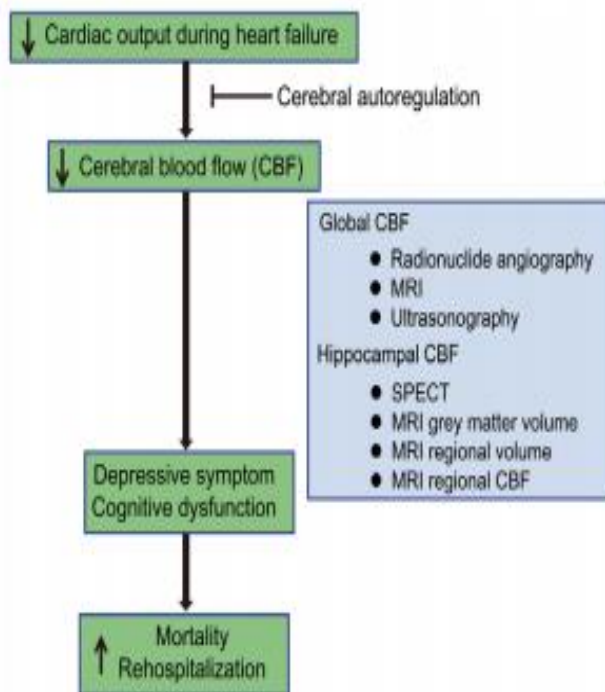 ↓ Cardiac output during heart failure
Cerebral autoregulation
↓ Cerebral blood flow (CBF)
Global CBF
● Radionuclide angiography
● MRI
● Ultrasonography
Hippocampal CBF
● SPECT
● MRI grey matter volume
● MRI regional volume
● MRI regional CBF
Depressive symptom
Cognitive dysfunction
↑ Mortality
Rehospitalization